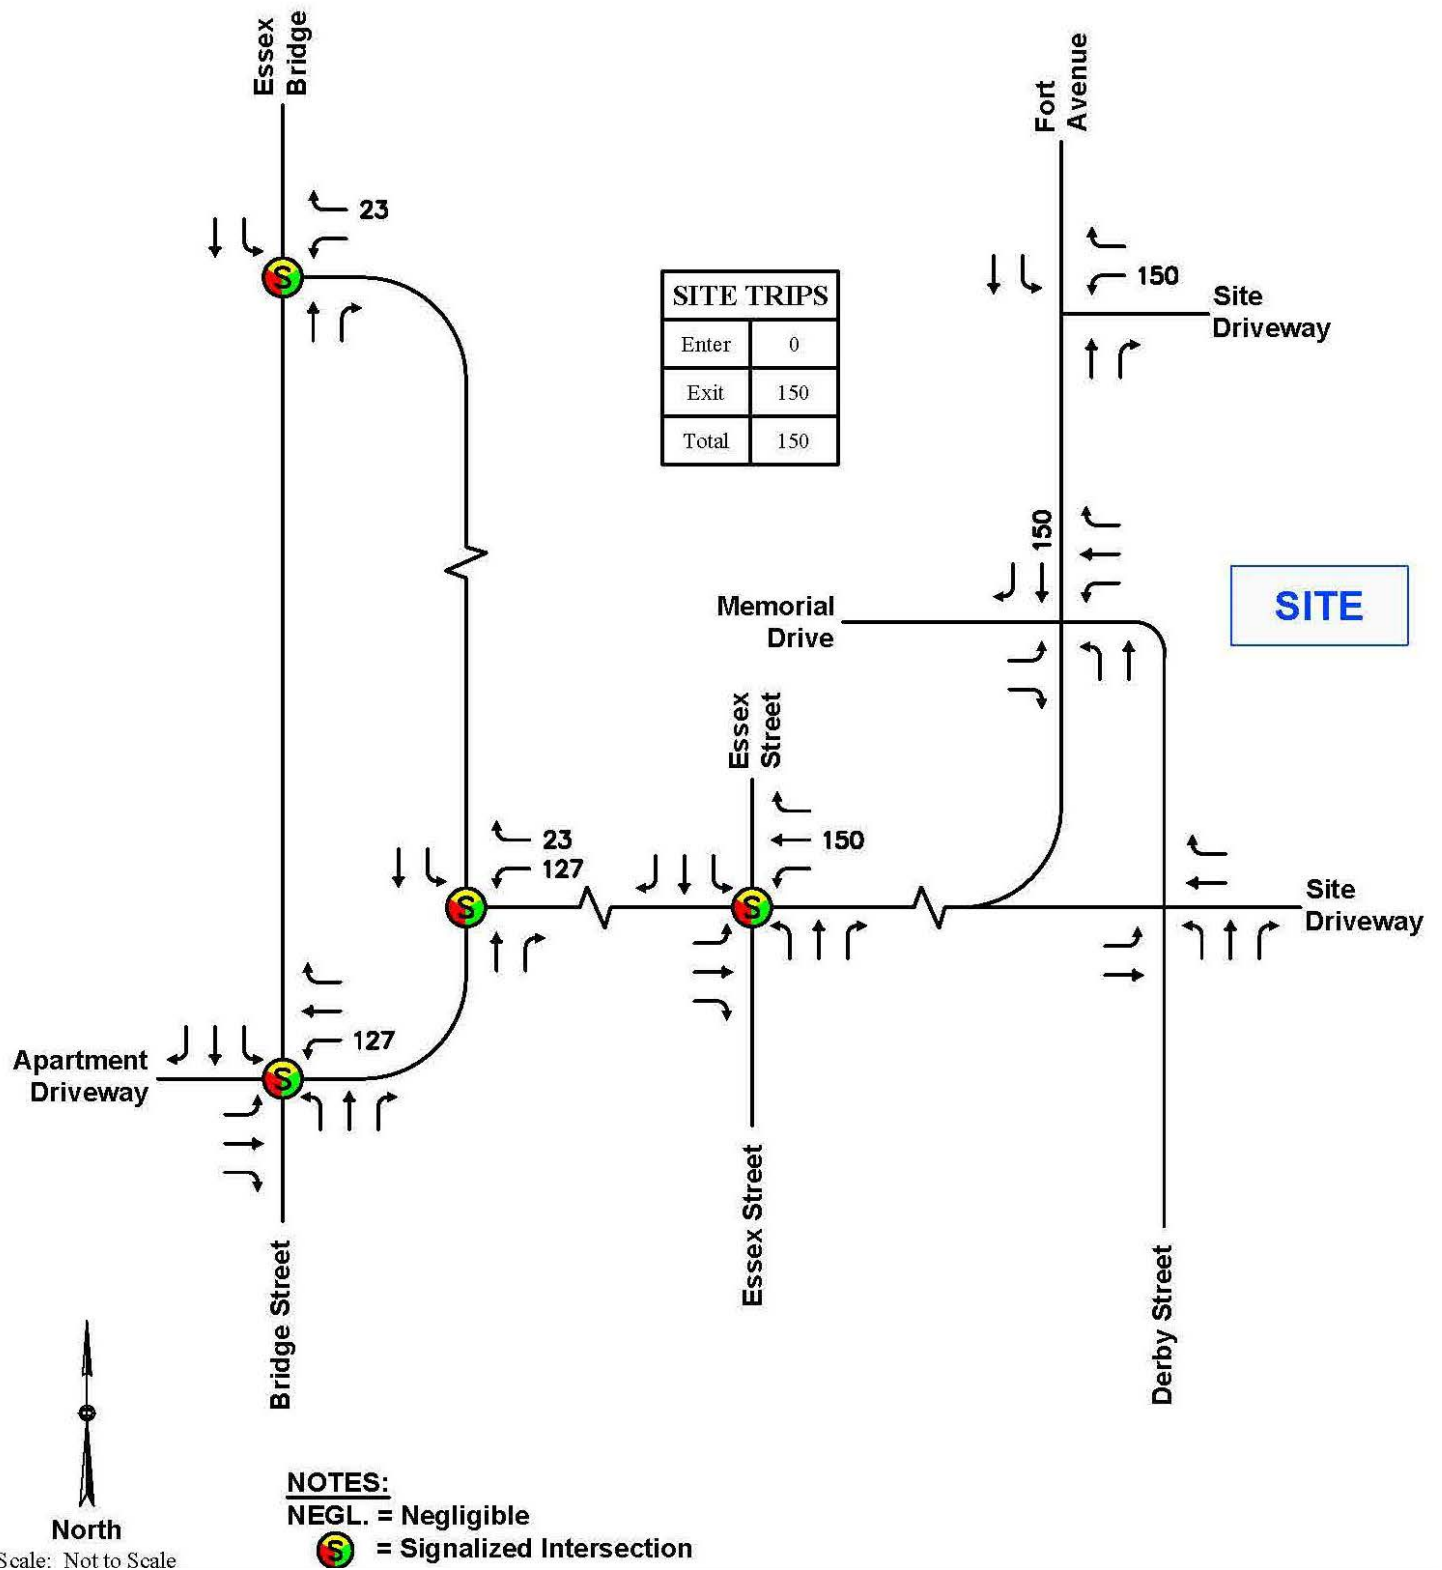 Essex
Bridge
Fort
Avenue
23
150
Site
Driveway
SITE TRIPS
Enter 0
Exit 150
Total 150
150
SITE
Memorial
Drive
Essex
Street
23
127
150
Site
Driveway
127
Apartment
Driveway
S
S
S
S
Bridge Street
Essex Street
Derby Street
North
Scale: Not to Scale
NOTES:
NEGL. = Negligible
S = Signalized Intersection